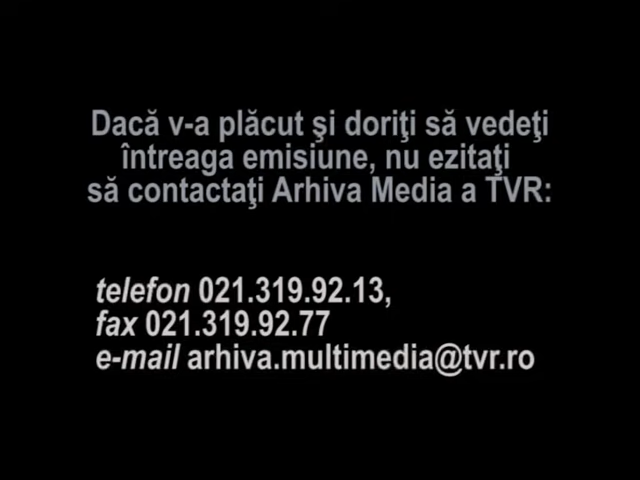 Dacă v-a plăcut şi doriţi să vedeţi
întreaga emisiune, nu ezitaţi
să contactaţi Arhiva Media a TVR:
telefon 021.319.92.13,
fax 021.319.92.77
e-mail arhiva.multimedia@tvr.ro